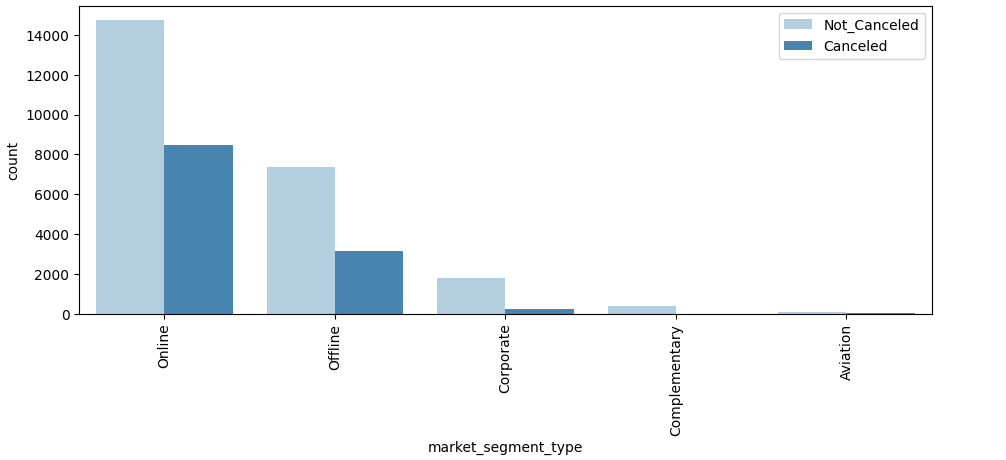 14000
12000
10000
8000
6000
4000
2000
0
count
Not_Canceled
Canceled
Online
Offline
Corporate
Complementary
Aviation
market_segment_type